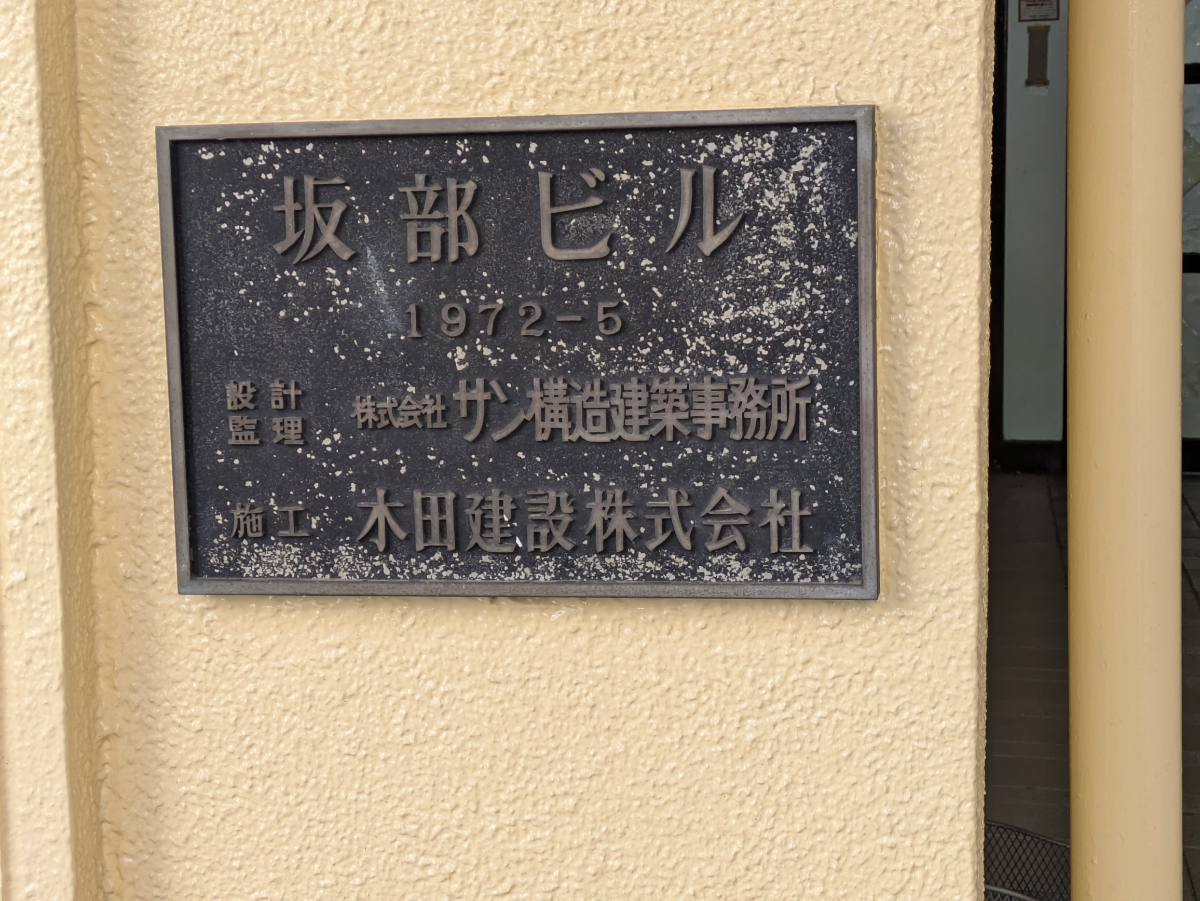 坂部ビル
1972-5
設計
監理 株式会社サン構造建築事務所
施工 木田建設株式会社